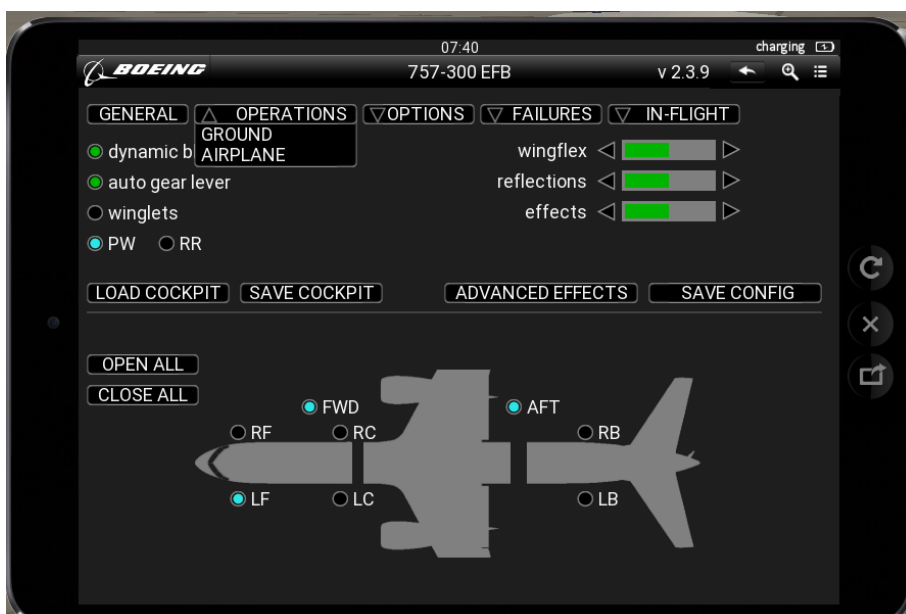 07:40 charging
BOEING 757-300 EFB v 2.3.9
GENERAL OPERATIONS OPTIONS FAILURES IN-FLIGHT
GROUND
AIRPLANE
dynamic b wingflex
auto gear lever reflections
winglets effects
PW RR
LOAD COCKPIT SAVE COCKPIT ADVANCED EFFECTS SAVE CONFIG
OPEN ALL
CLOSE ALL
FWD AFT
RF RC RB
LF LC LB